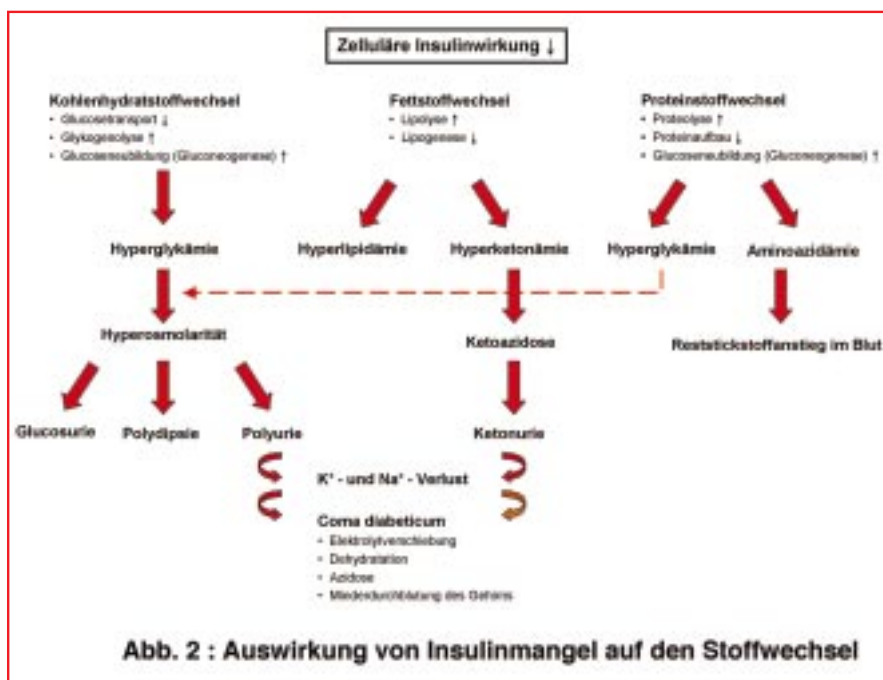 Zelluläre Insulinwirkung ↓
Kohlenhydratstoffwechsel
• Glucosetransport ↓
• Glykogenolyse ↑
• Glucoseneubildung (Gluconeogenese) ↑
Fettstoffwechsel
• Lipolyse ↑
• Lipogenese ↓
Proteinstoffwechsel
• Proteolyse ↑
• Proteinaufbau ↓
• Glucoseneubildung (Gluconeogenese) ↑
Hyperglykämie
Hyperlipidämie
Hyperketonämie
Hyperglykämie
Aminoazidämie
Hyperosmolarität
Ketoazidose
Reststickstoffanstieg im Blut
Glucosurie
Polydipsie
Polyurie
Ketonurie
K⁺ - und Na⁺ - Verlust
Coma diabeticum
• Elektrolytverschiebung
• Dehydratation
• Azidose
• Minderdurchblutung des Gehirns
Abb. 2 : Auswirkung von Insulinmangel auf den Stoffwechsel